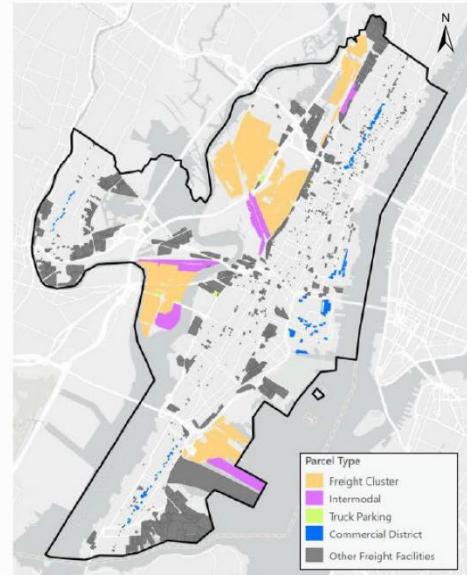 N
Parcel Type
Freight Cluster
Intermodal
Truck Parking
Commercial District
Other Freight Facilities